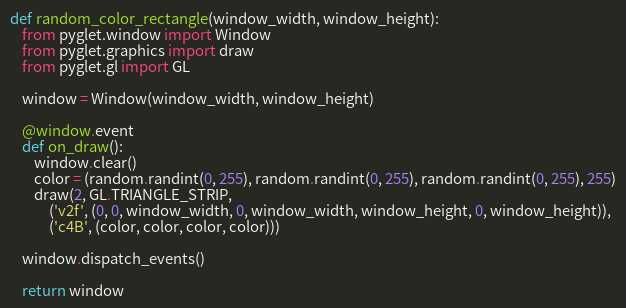 def random_color_rectangle(window_width, window_height):
    from pyglet.window import Window
    from pyglet.graphics import draw
    from pyglet.gl import GL

    window = Window(window_width, window_height)

    @window.event
    def on_draw():
        window.clear()
        color = (random.randint(0, 255), random.randint(0, 255), random.randint(0, 255), 255)
        draw(2, GL.TRIANGLE_STRIP,
            ('v2f', (0, 0, window_width, 0, window_width, window_height, 0, window_height)),
            ('c4B', (color, color, color, color)))

    window.dispatch_events()

    return window